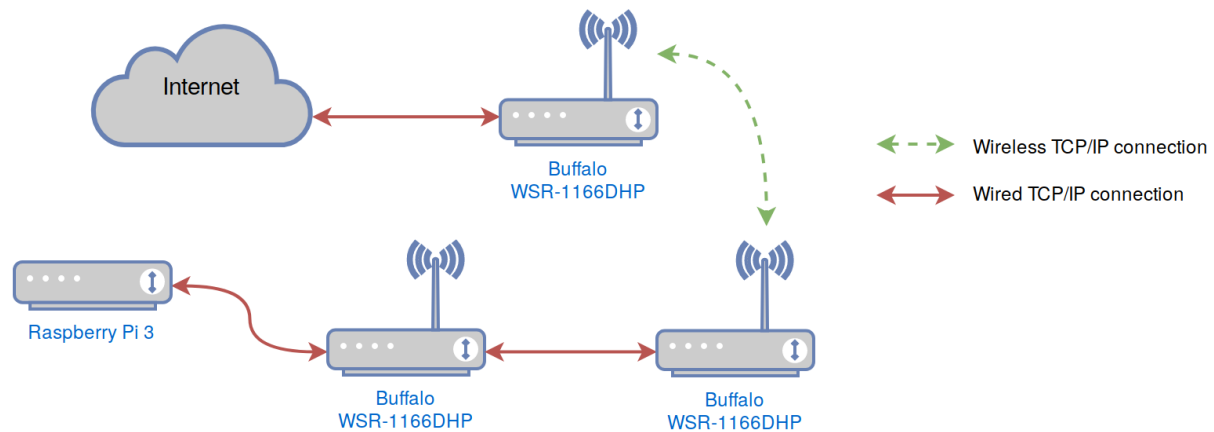 Internet
Buffalo
WSR-1166DHP
Wireless TCP/IP connection
Wired TCP/IP connection
Raspberry Pi 3
Buffalo
WSR-1166DHP
Buffalo
WSR-1166DHP